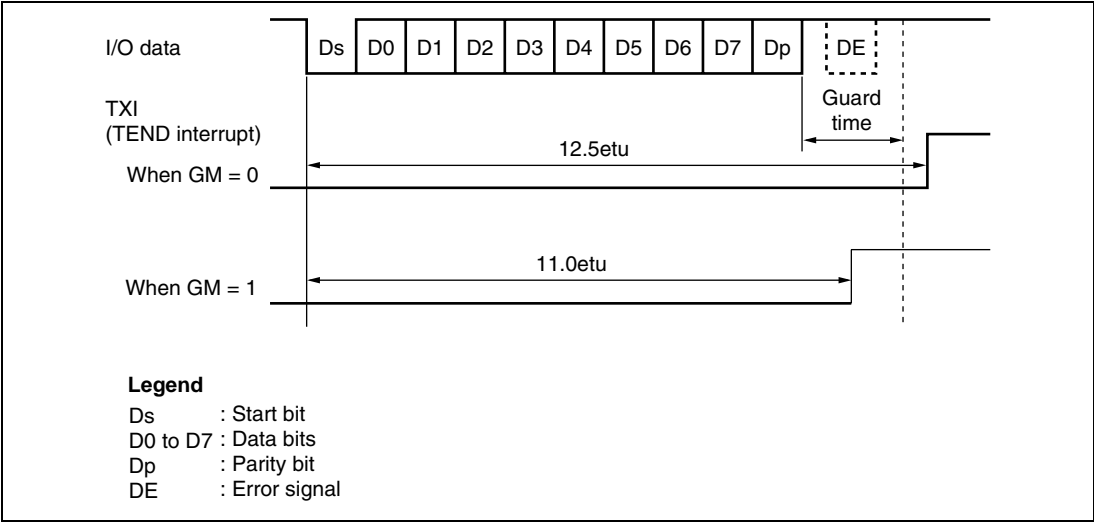 I/O data
Ds D0 D1 D2 D3 D4 D5 D6 D7 Dp DE
Guard
time
TXI
(TEND interrupt)
12.5etu
When GM = 0
11.0etu
When GM = 1
Legend
Ds : Start bit
D0 to D7 : Data bits
Dp : Parity bit
DE : Error signal